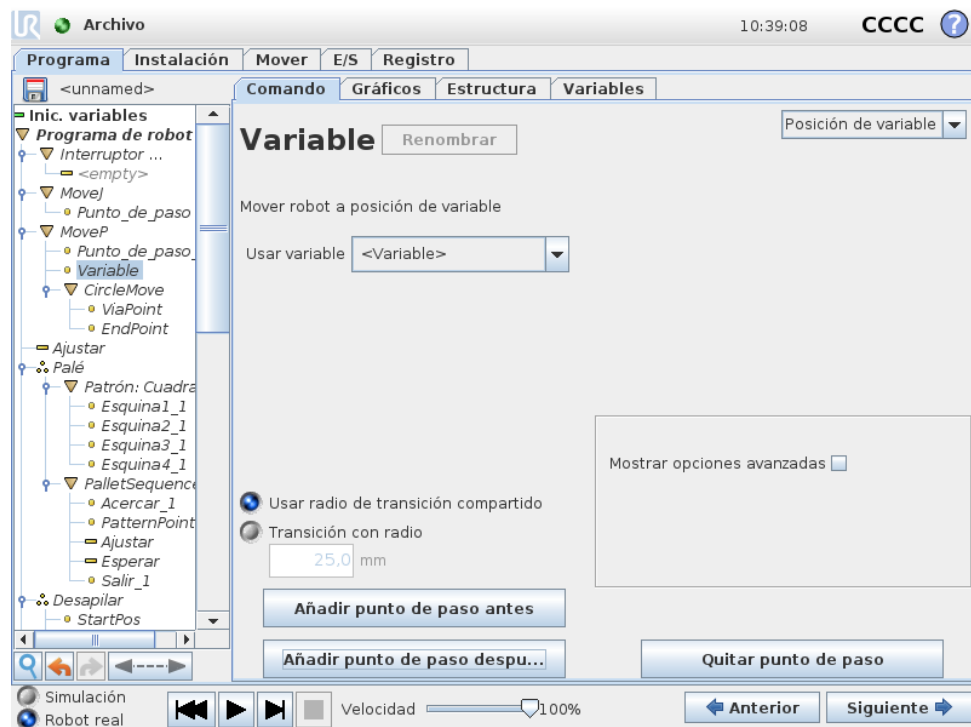 UR Archivo 10:39:08 CCCC ?
Programa Instalación Mover E/S Registro
<unnamed>
Comando Gráficos Estructura Variables
Inic. variables
Programa de robot
Interruptor ...
<empty>
MoveJ
Punto_de_paso
MoveP
Punto_de_paso_
Variable
CircleMove
ViaPoint
EndPoint
Ajustar
Palé
Patrón: Cuadra
Esquina1_1
Esquina2_1
Esquina3_1
Esquina4_1
PalletSequence
Acercar_1
PatternPoint
Ajustar
Esperar
Salir_1
Desapilar
StartPos
Variable Renombrar
Posición de variable
Mover robot a posición de variable
Usar variable <Variable>
Mostrar opciones avanzadas
Usar radio de transición compartido
Transición con radio
25,0 mm
Añadir punto de paso antes
Añadir punto de paso despu...
Quitar punto de paso
Simulación
Robot real
Velocidad 100%
Anterior Siguiente